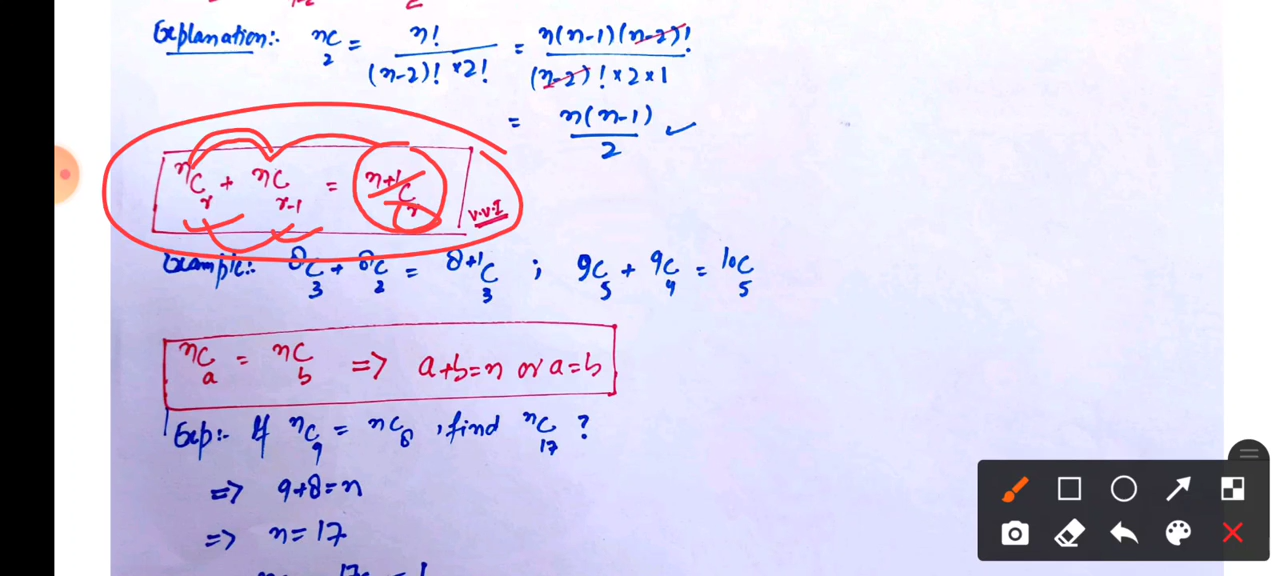 Explanation:- nC2 = n! / (n-2)! × 2! = n(n-1)(n-2)! / (n-2)! × 2 × 1
= n(n-1) / 2 ✓
nCr + nCr-1 = n+1Cr V.V.I
Example:- 8C3 + 8C2 = 8+1C3 ; 9C5 + 9C4 = 10C5
nCa = nCb => a+b=n or a=b
Exp:- If nC9 = nC8, find nC17 ?
=> 9+8=n
=> n=17